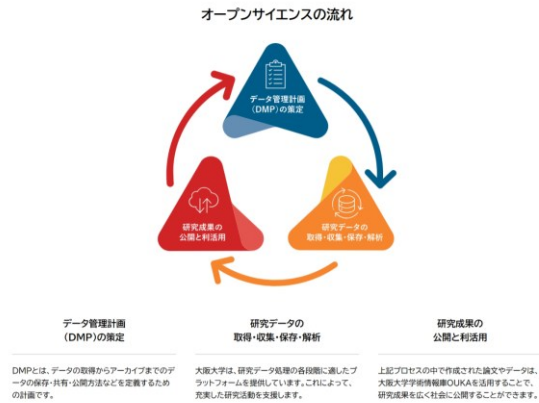 オープンサイエンスの流れ
データ管理計画
(DMP)の策定
研究成果の
公開と利活用
研究データの
取得・収集・保存・解析
データ管理計画
(DMP)の策定
DMPとは、データの取得からアーカイブまでのデ
ータの保存・共有・公開方法などを定義するため
の計画です。
研究データの
取得・収集・保存・解析
大阪大学は、研究データ処理の各段階に適したプ
ラットフォームを提供しています。これによって、
充実した研究活動を支援します。
研究成果の
公開と利活用
上記プロセスの中で作成された論文やデータは、
大阪大学学術情報庫OUKAを活用することで、
研究成果を広く社会に公開することができます。